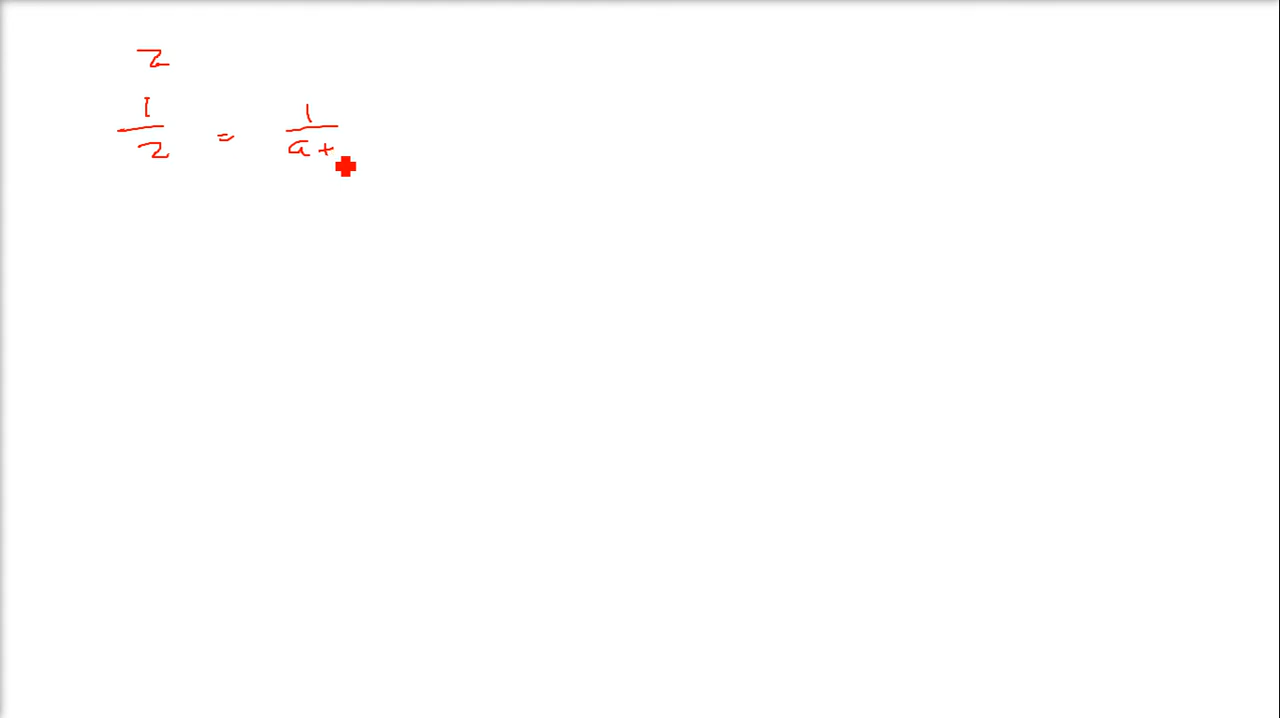 z
1/z = 1/a+